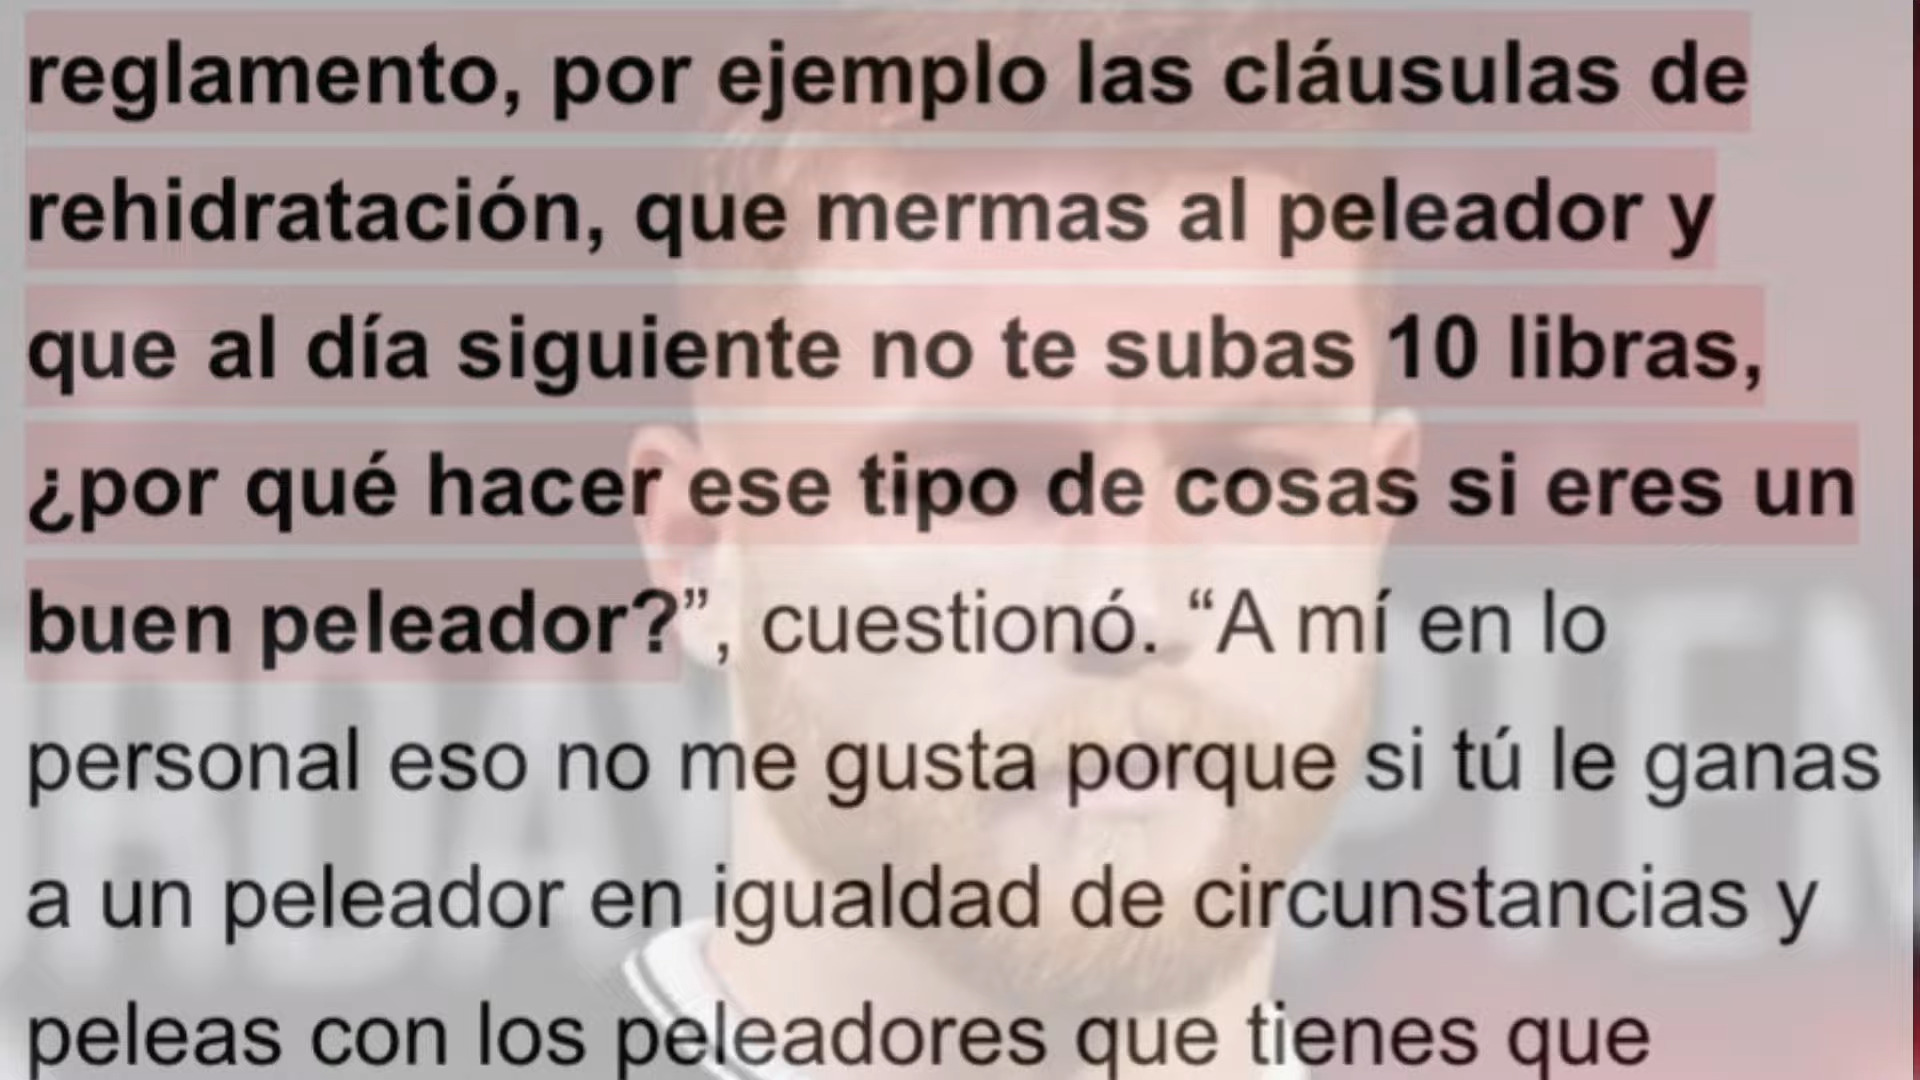 reglamento, por ejemplo las cláusulas de
rehidratación, que mermas al peleador y
que al día siguiente no te subas 10 libras,
¿por qué hacer ese tipo de cosas si eres un
buen peleador?”, cuestionó. “A mí en lo
personal eso no me gusta porque si tú le ganas
a un peleador en igualdad de circunstancias y
peleas con los peleadores que tienes que